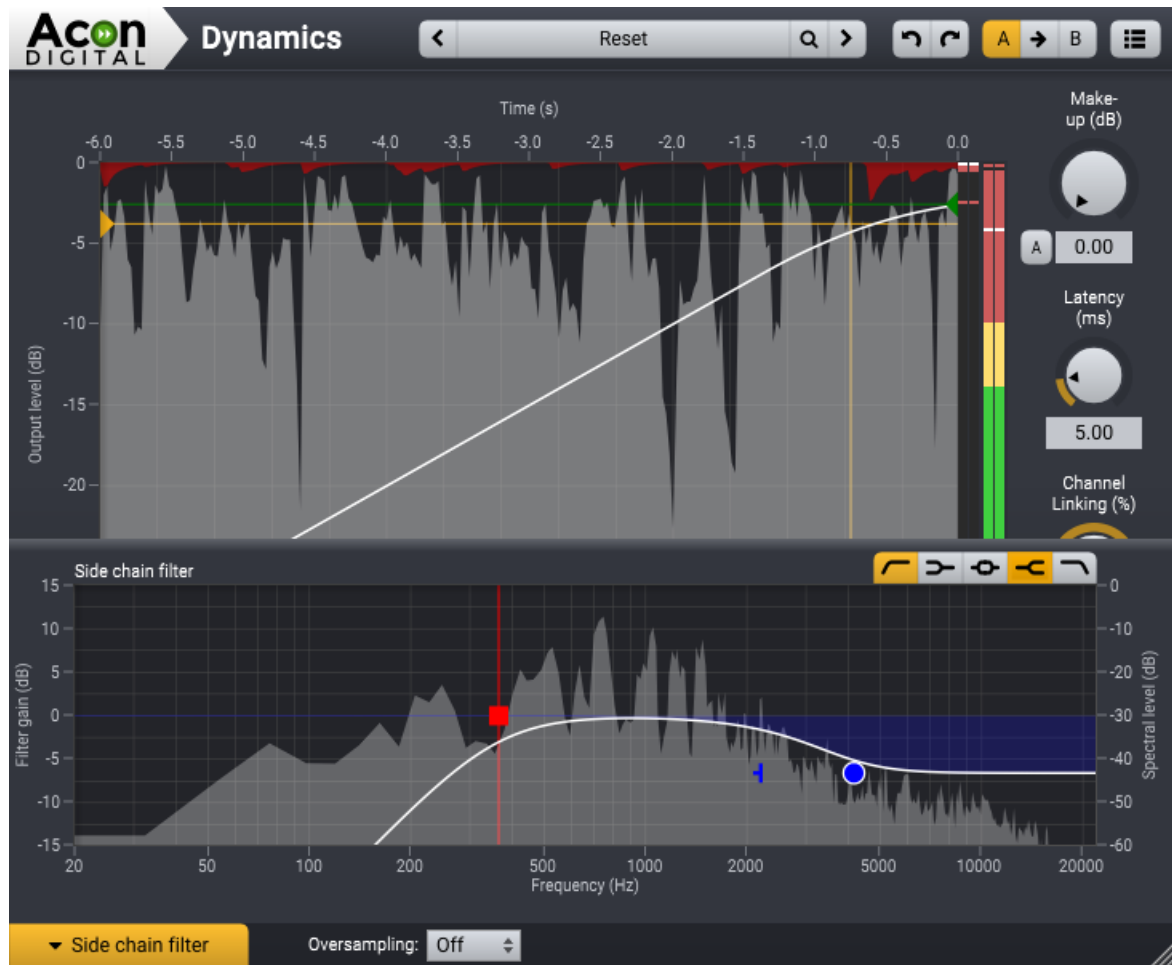 Acon
DIGITAL
Dynamics
Reset
A
B
Time (s)
-6.0 -5.5 -5.0 -4.5 -4.0 -3.5 -3.0 -2.5 -2.0 -1.5 -1.0 -0.5 0.0
0
-5
-10
-15
-20
Output level (dB)
Make-
up (dB)
A
0.00
Latency
(ms)
5.00
Channel
Linking (%)
Side chain filter
15
10
5
0
-5
-10
-15
Filter gain (dB)
0
-10
-20
-30
-40
-50
-60
Spectral level (dB)
20 50 100 200 500 1000 2000 5000 10000 20000
Frequency (Hz)
Side chain filter
Oversampling: Off